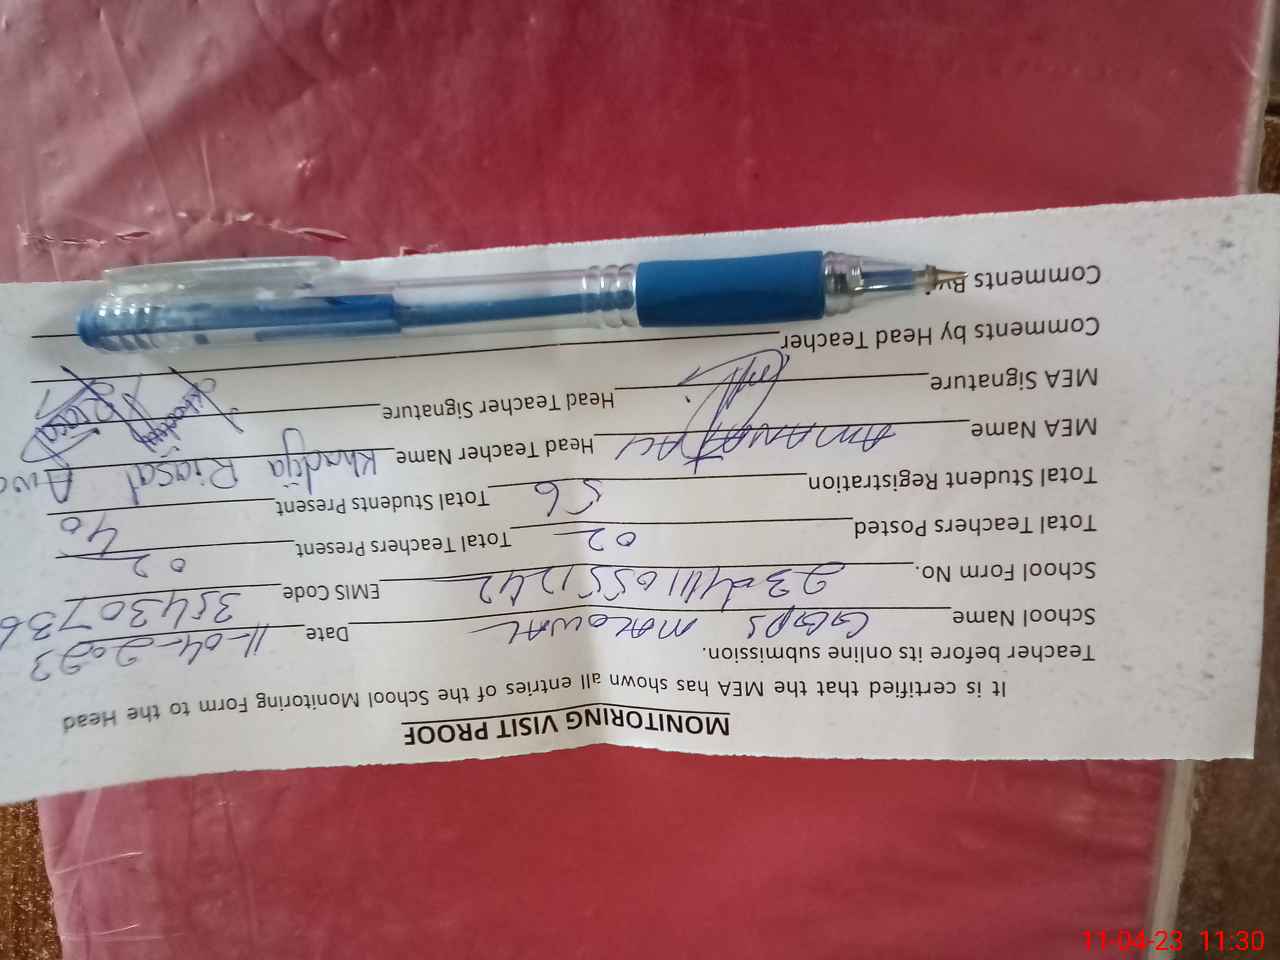 MONITORING VISIT PROOF
It is certified that the MEA has shown all entries of the School Monitoring Form to the Head
Teacher before its online submission.
School Name GGPS MALOWAL Date 11-04-2023
School Form No. EMIS Code 35430736
Total Teachers Posted 02 Total Teachers Present 02
Total Student Registration 56 Total Students Present 40
MEA Name AMANAT ALI Head Teacher Name Khadija Riasat
MEA Signature Head Teacher Signature
Comments by Head Teacher
Comments By
11-04-23 11:30